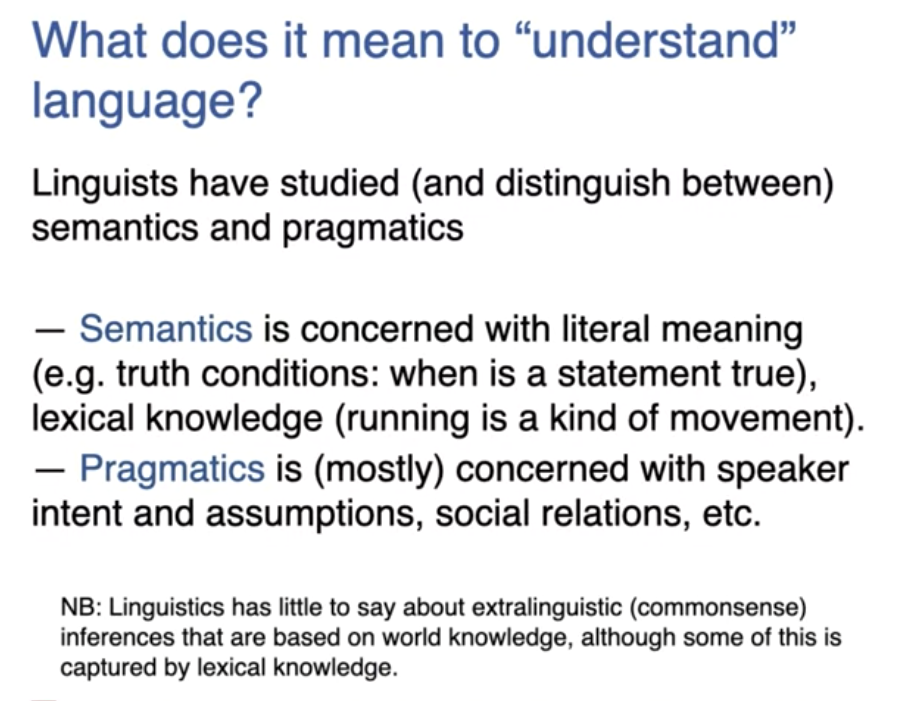 What does it mean to “understand”
language?
Linguists have studied (and distinguish between)
semantics and pragmatics
— Semantics is concerned with literal meaning
(e.g. truth conditions: when is a statement true),
lexical knowledge (running is a kind of movement).
— Pragmatics is (mostly) concerned with speaker
intent and assumptions, social relations, etc.
NB: Linguistics has little to say about extralinguistic (commonsense)
inferences that are based on world knowledge, although some of this is
captured by lexical knowledge.